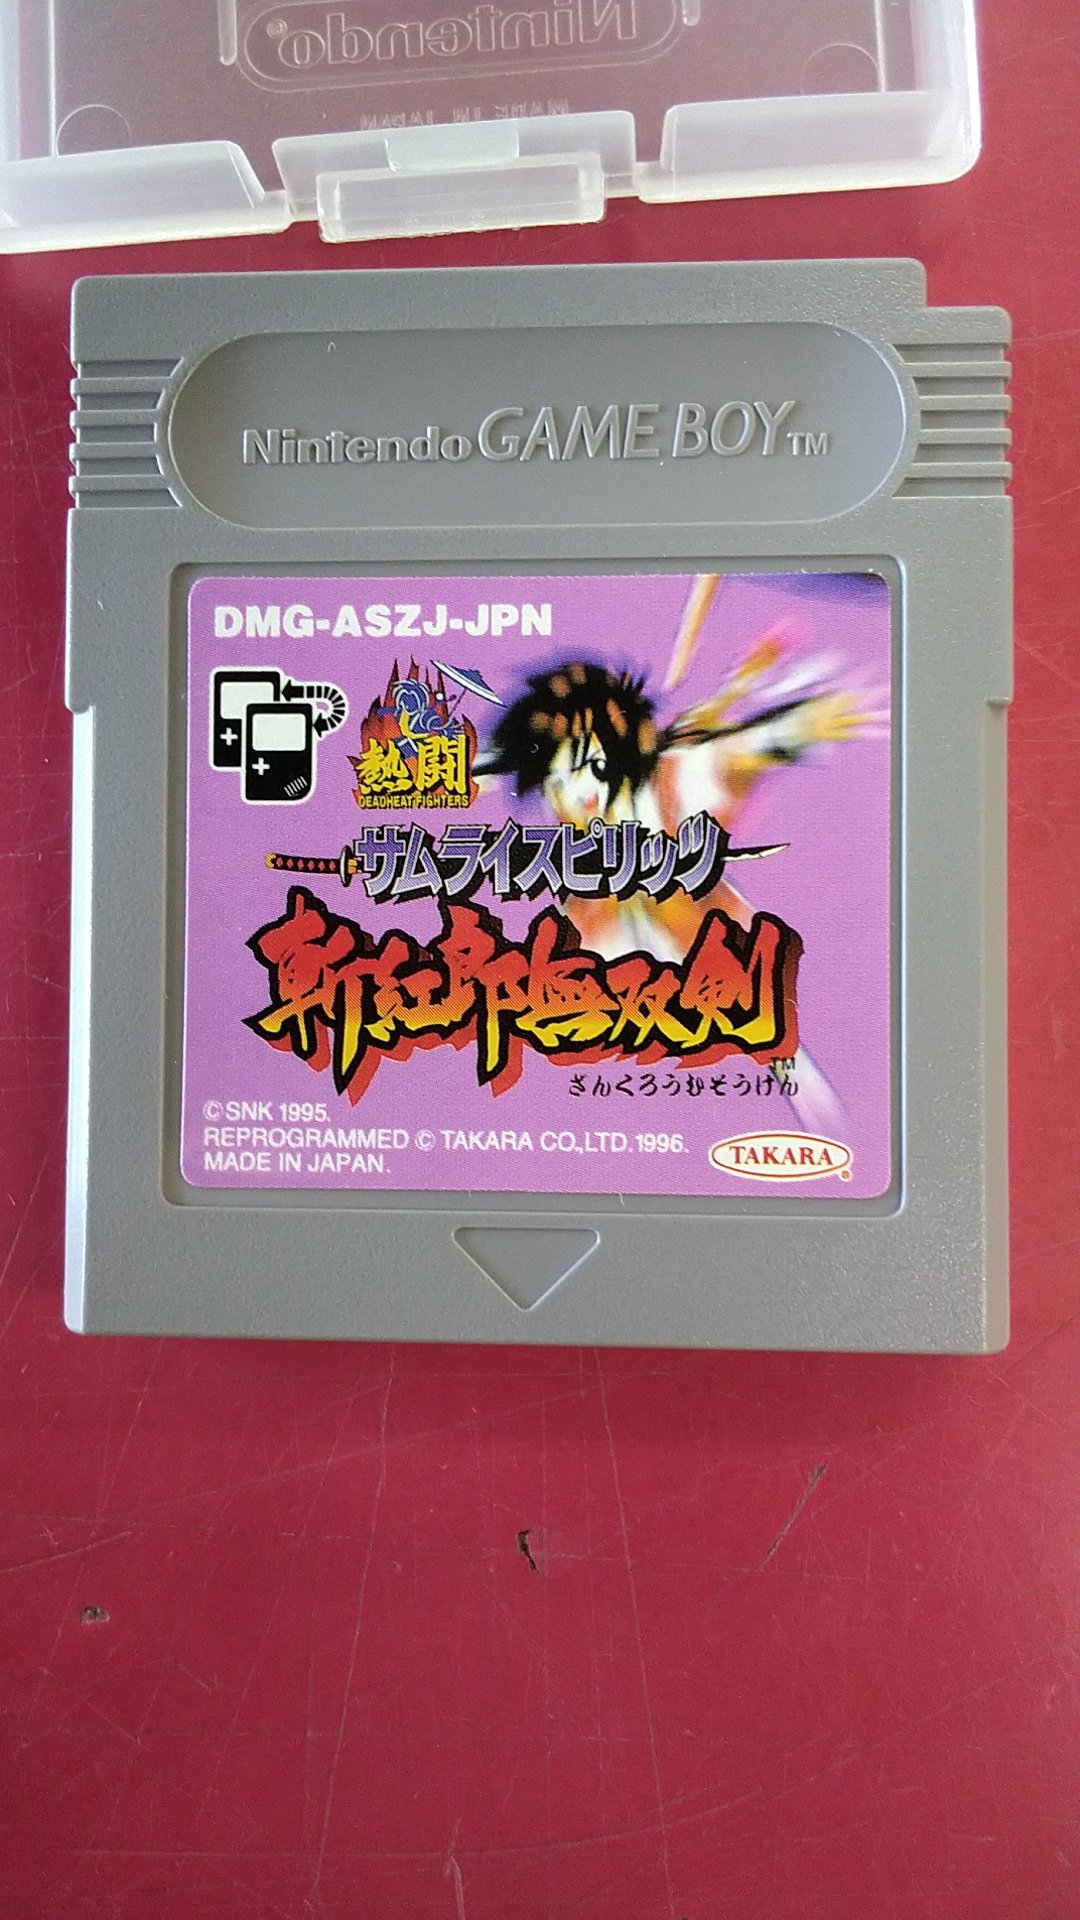 Nintendo®
MADE IN JAPAN
Nintendo GAME BOY TM
DMG-ASZJ-JPN
熱闘
DEADHEAT FIGHTERS
サムライスピリッツ
斬紅郎無双剣
TM
ざんくろうむそうけん
© SNK 1995.
REPROGRAMMED © TAKARA CO.,LTD.1996.
MADE IN JAPAN.
TAKARA®